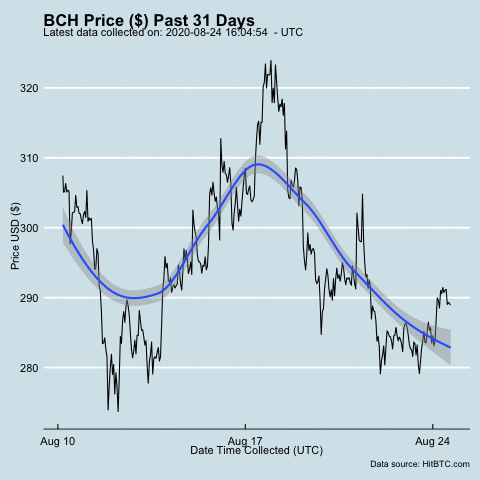 BCH Price ($) Past 31 Days
Latest data collected on: 2020-08-24 16:04:54 - UTC
Price USD ($)
320
310
300
290
280
Aug 10
Aug 17
Aug 24
Date Time Collected (UTC)
Data source: HitBTC.com